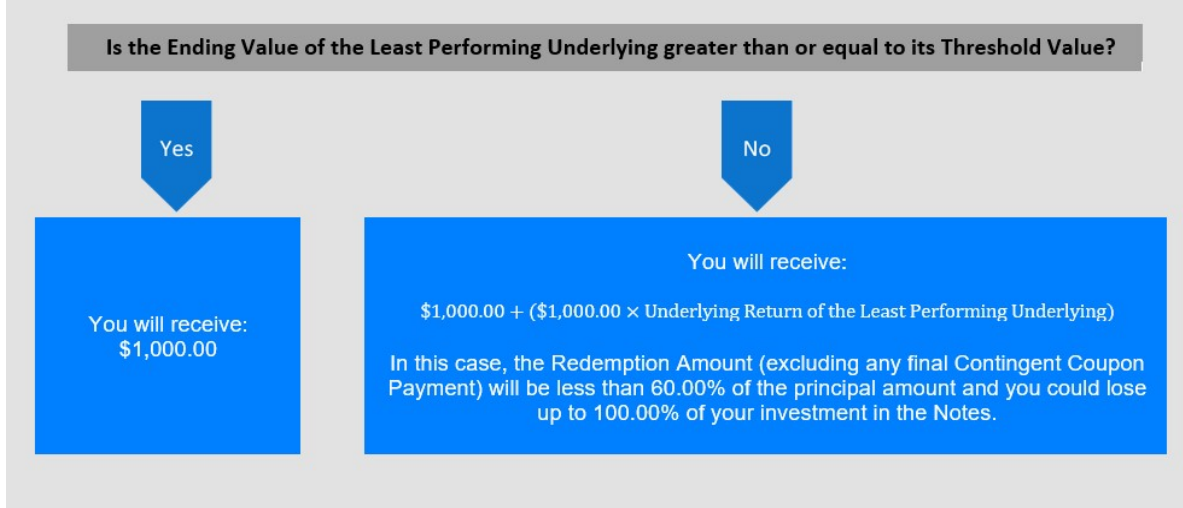 Is the Ending Value of the Least Performing Underlying greater than or equal to its Threshold Value?
Yes
No
You will receive:
$1,000.00
You will receive:
$1,000.00 + ($1,000.00 × Underlying Return of the Least Performing Underlying)
In this case, the Redemption Amount (excluding any final Contingent Coupon
Payment) will be less than 60.00% of the principal amount and you could lose
up to 100.00% of your investment in the Notes.